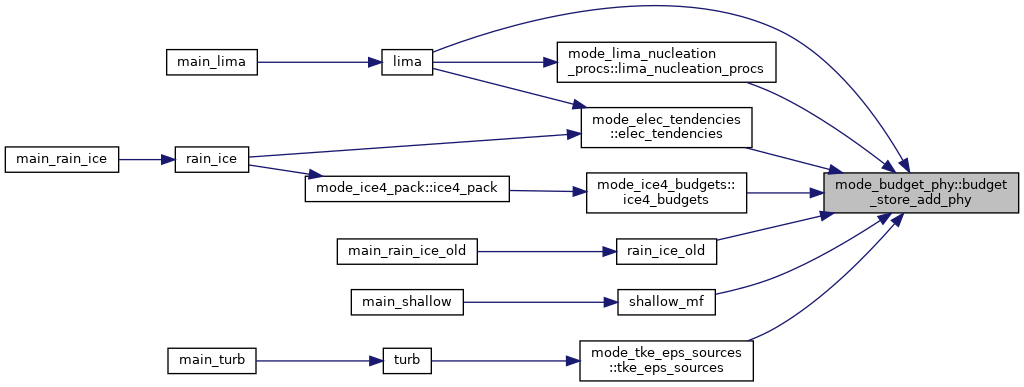 main_lima
lima
mode_lima_nucleation
_procs::lima_nucleation_procs
mode_elec_tendencies
::elec_tendencies
main_rain_ice
rain_ice
mode_ice4_pack::ice4_pack
mode_ice4_budgets::
ice4_budgets
mode_budget_phy::budget
_store_add_phy
main_rain_ice_old
rain_ice_old
main_shallow
shallow_mf
main_turb
turb
mode_tke_eps_sources
::tke_eps_sources